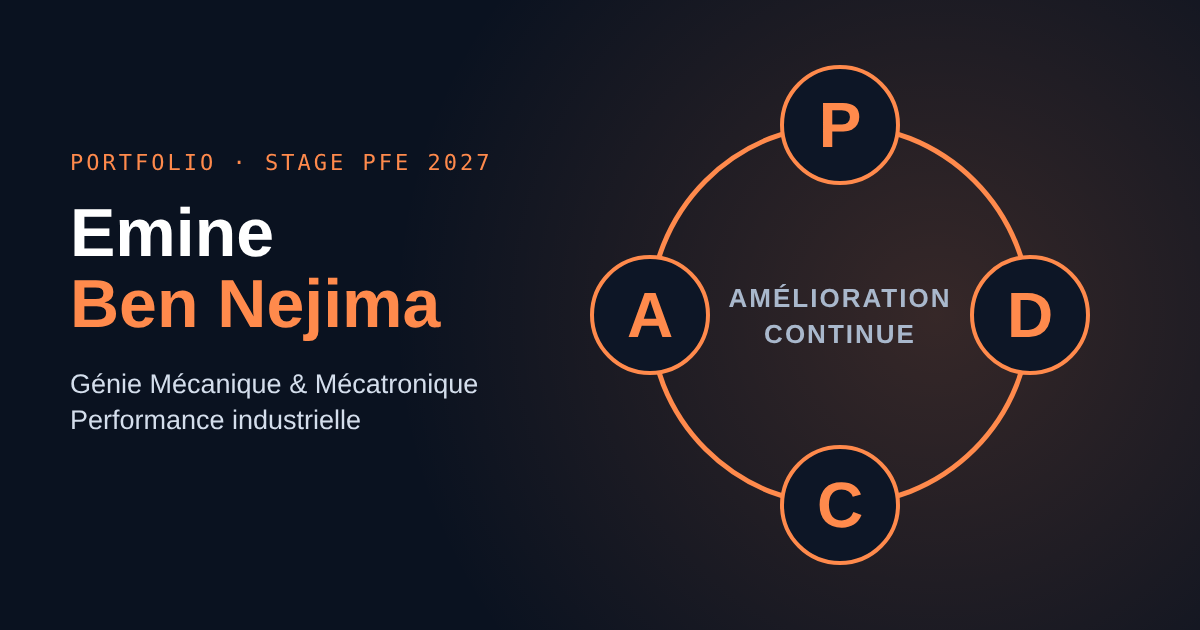 PORTFOLIO · STAGE PFE 2027
Emine
Ben Nejima
Génie Mécanique & Mécatronique
Performance industrielle
P
A
AMÉLIORATION
CONTINUE
D
C